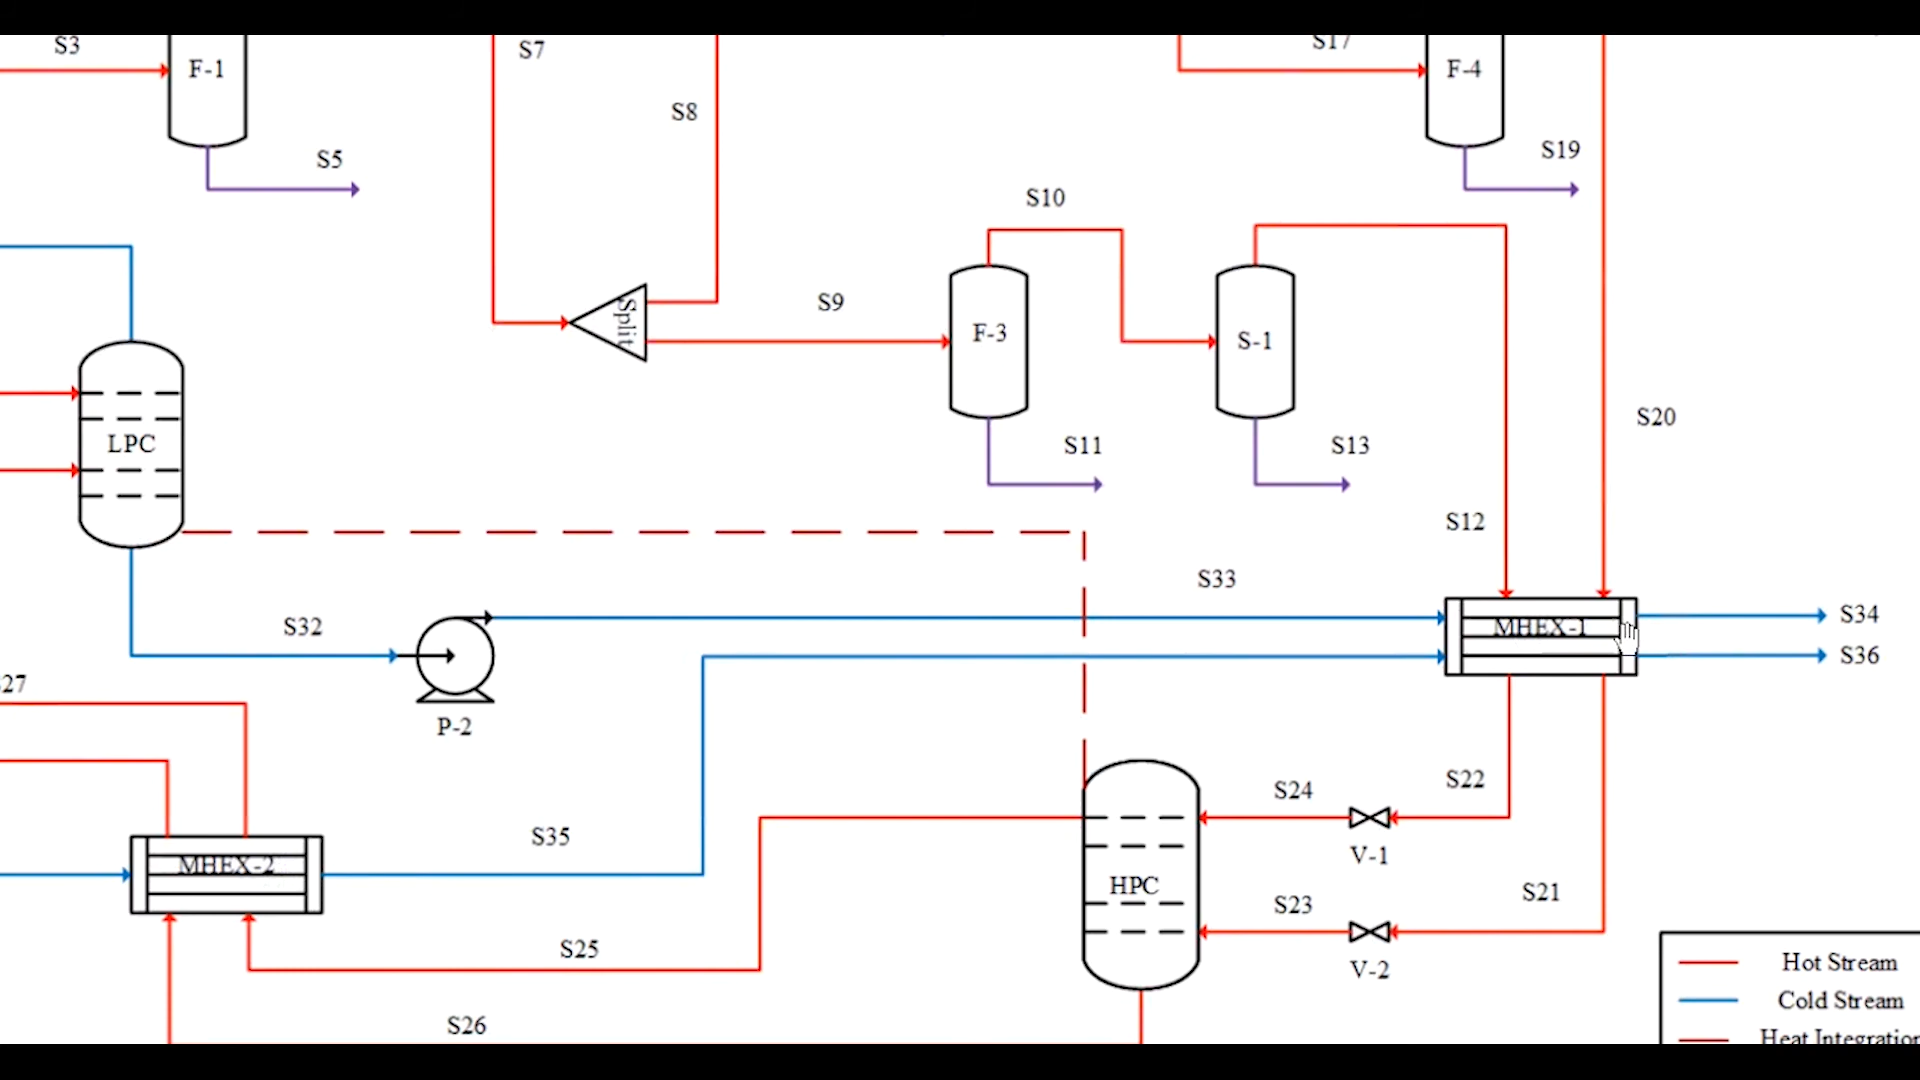 S3
F-1
S7
S8
S17
F-4
S5
S19
S10
S9
Split
F-3
S-1
S20
LPC
S11
S13
S12
S33
S32
MHEX-1
S34
S36
P-2
27
S24
S22
V-1
S35
MHEX-2
HPC
S23
S21
V-2
S25
Hot Stream
Cold Stream
S26
Heat Integration